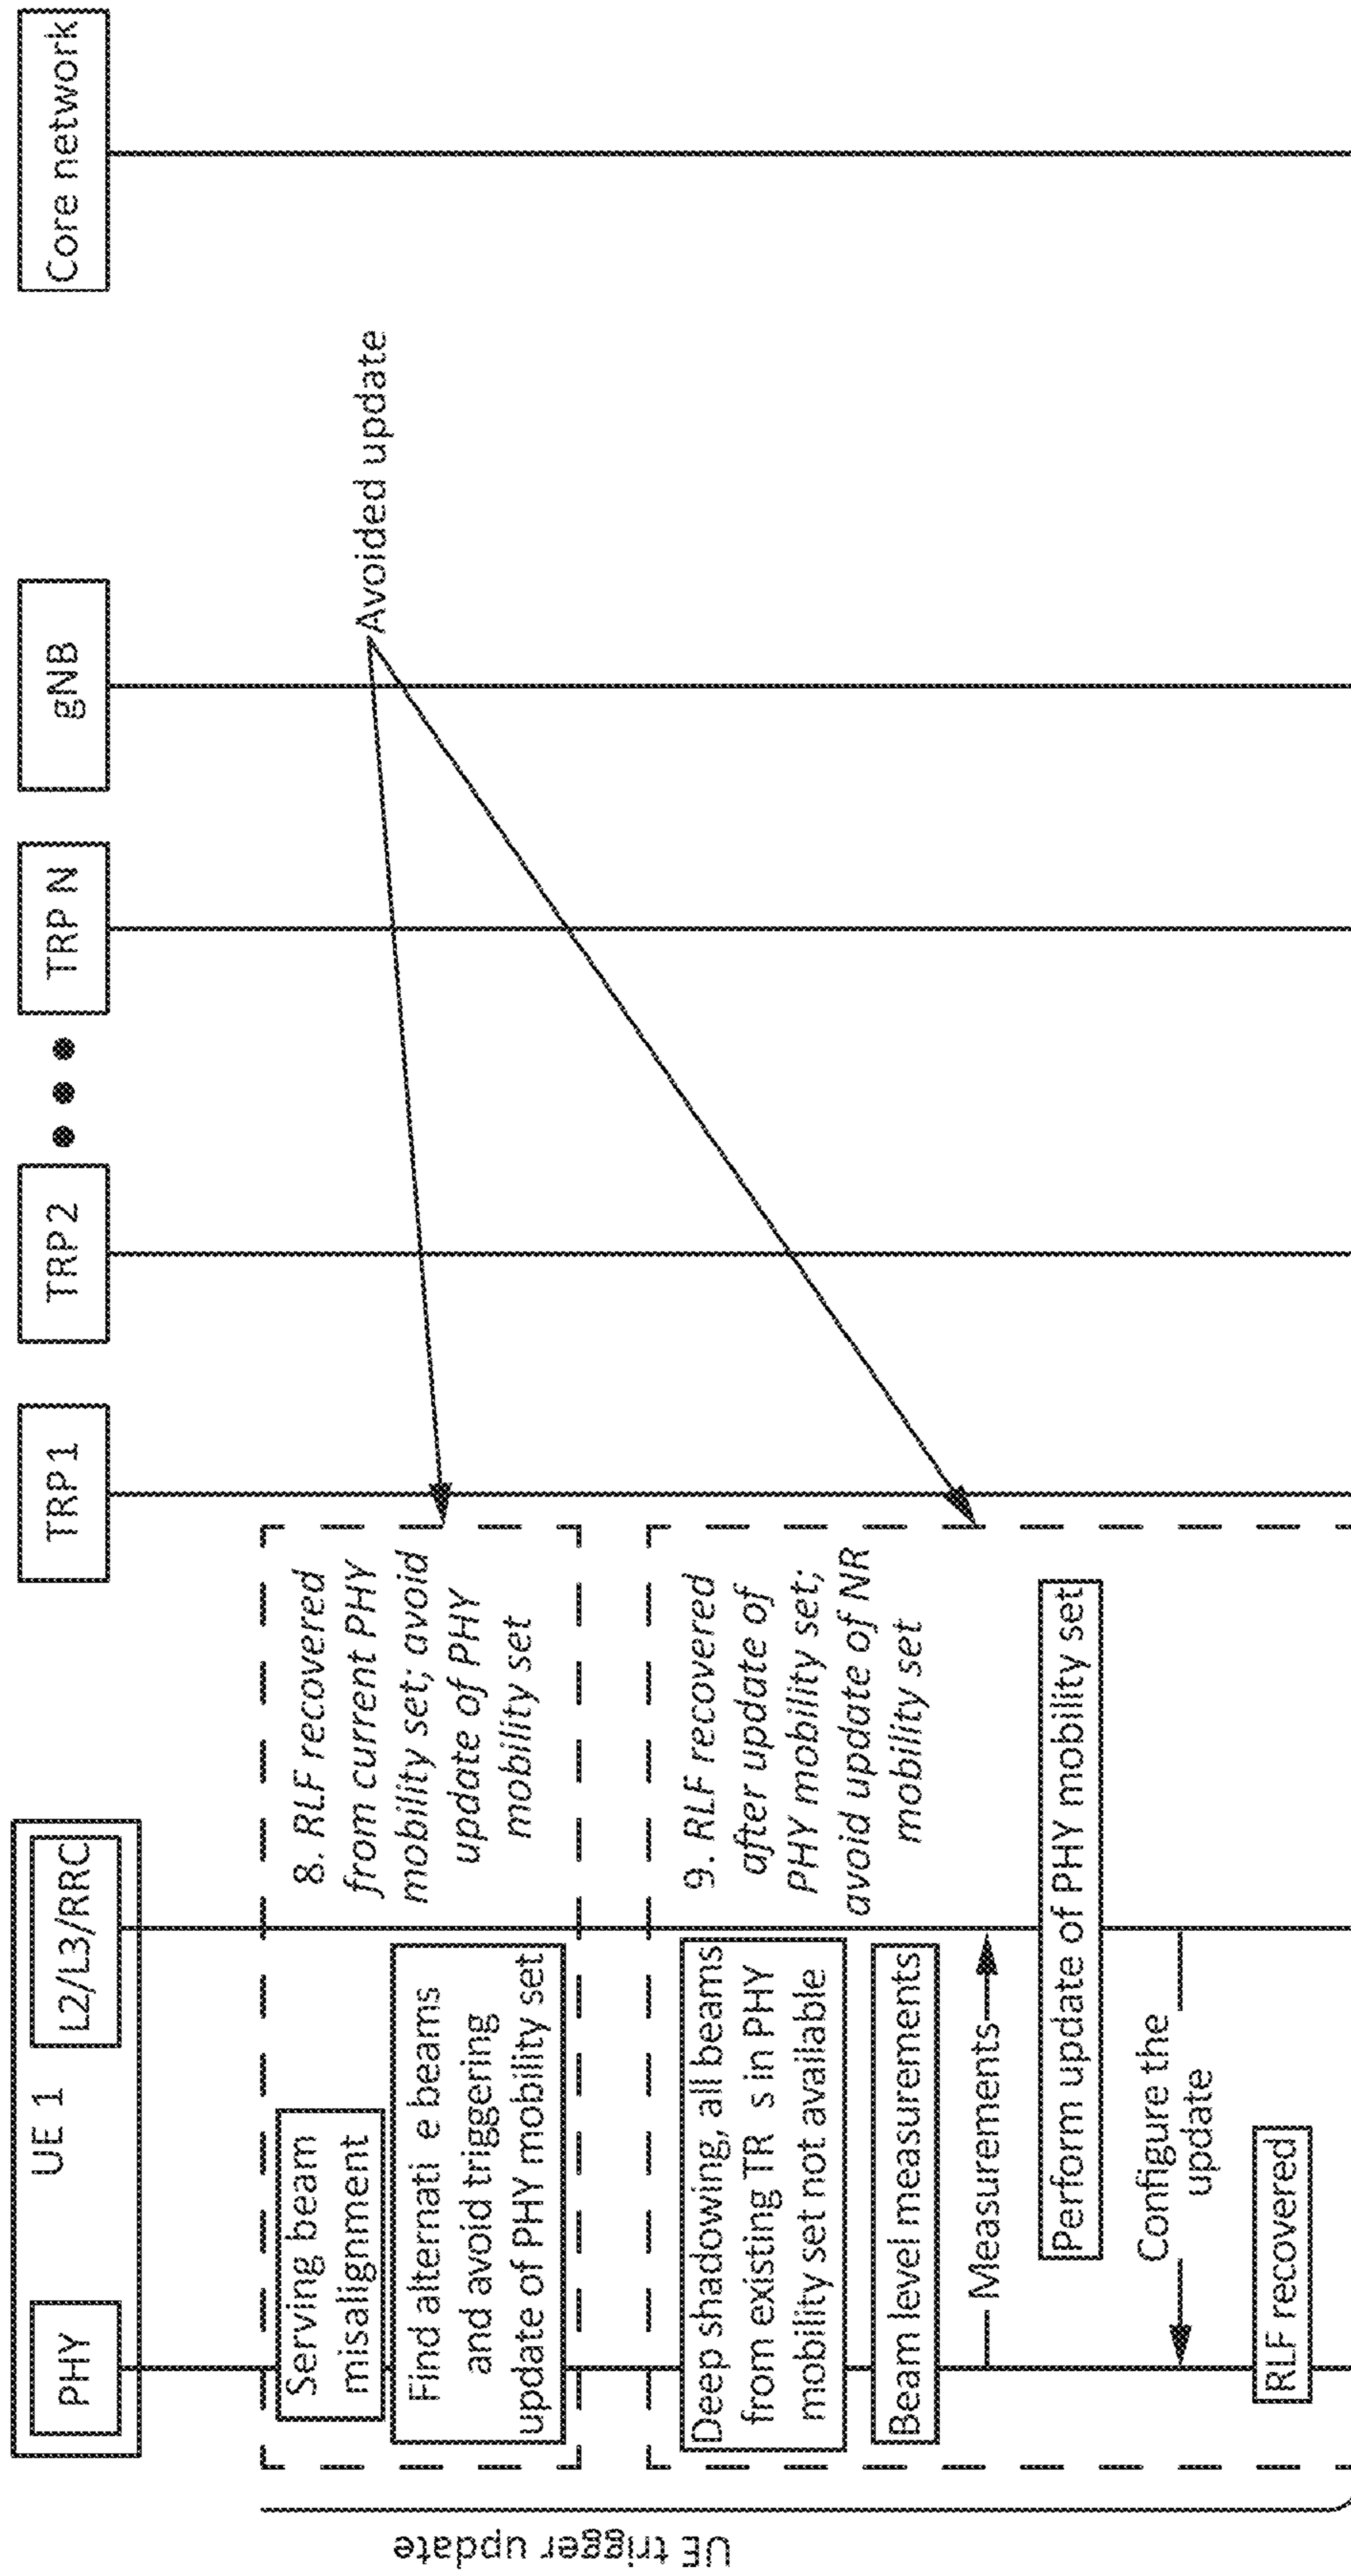 UE 1
PHY
L2/L3/RRC
TRP1
TRP2
TRP N
gNB
Core network
UE trigger update
Serving beam
misalignment
Find alternati e beams
and avoid triggering
update of PHY mobility set
8. RLF recovered
from current PHY
mobility set; avoid
update of PHY
mobility set
Avoided update
Deep shadowing, all beams
from existing TR s in PHY
mobility set not available
Beam level measurements
9. RLF recovered
after update of
PHY mobility set;
avoid update of NR
mobility set
Measurements
Perform update of PHY mobility set
Configure the
update
RLF recovered